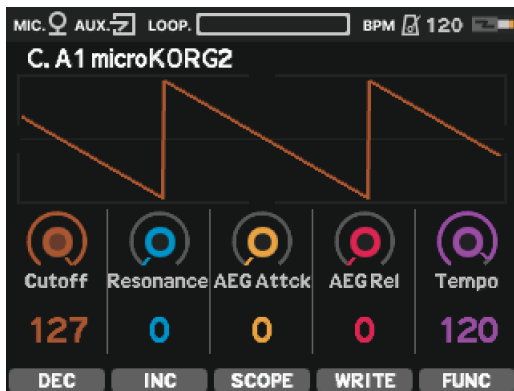 MIC. AUX. LOOP. BPM 120
C. A1 microKORG2
Cutoff Resonance AEG Attck AEG Rel Tempo
127 0 0 0 120
DEC INC SCOPE WRITE FUNC